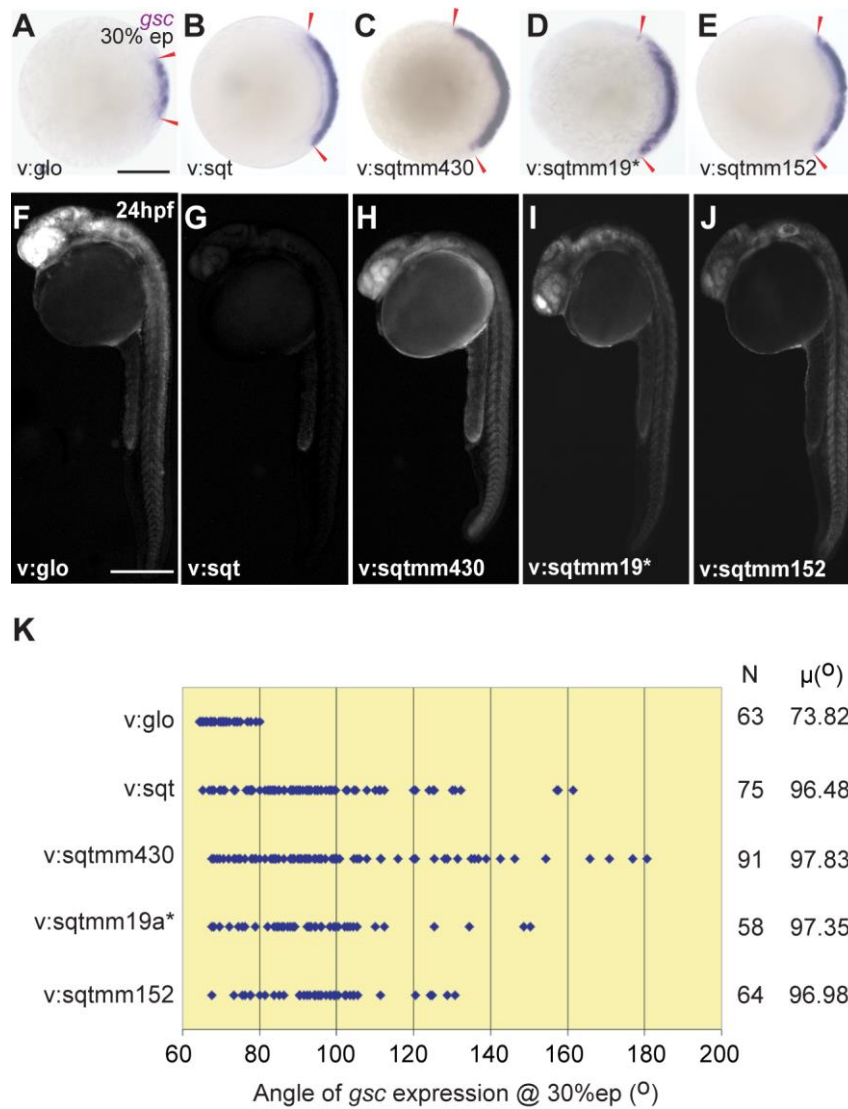 A
gsc
30% ep
v:glo
B
v:sqt
C
v:sqtmm430
D
v:sqtmm19*
E
v:sqtmm152
F
24hpf
v:glo
G
v:sqt
H
v:sqtmm430
I
v:sqtmm19*
J
v:sqtmm152
K
N μ(º)
v:glo 63 73.82
v:sqt 75 96.48
v:sqtmm430 91 97.83
v:sqtmm19a* 58 97.35
v:sqtmm152 64 96.98
60 80 100 120 140 160 180 200
Angle of gsc expression @ 30%ep (º)